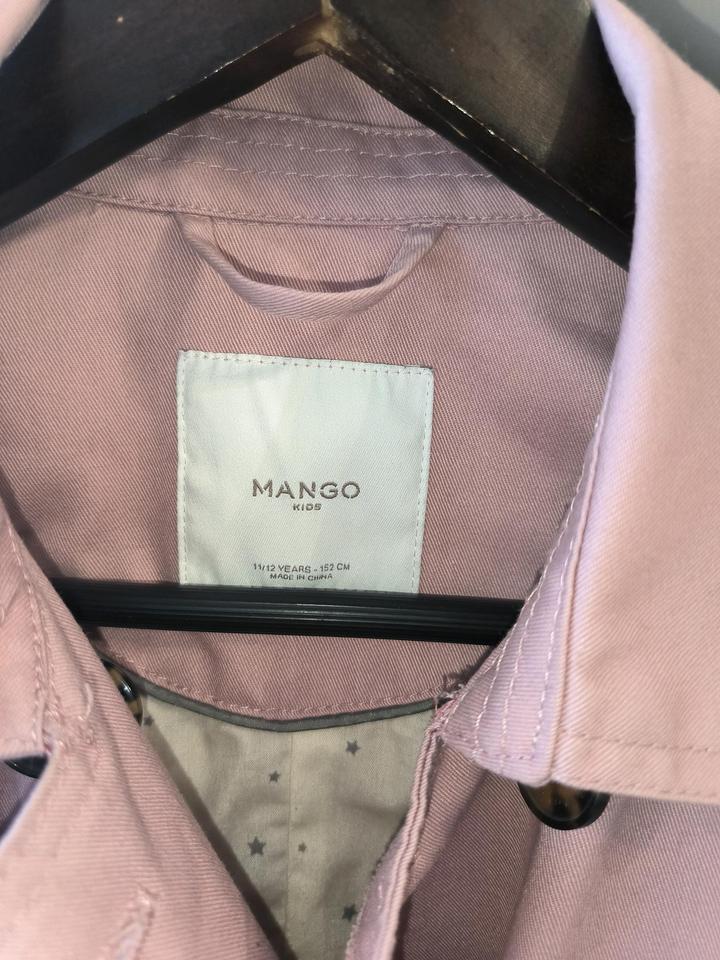 MANGO
KIDS
11/12 YEARS - 152 CM
MADE IN CHINA